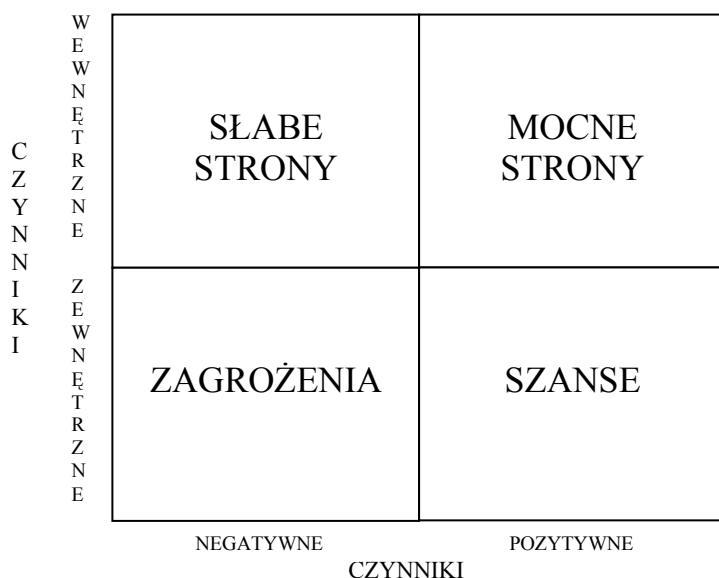 CZYNNIKI
WEWNĘTRZNE
SŁABE
STRONY
MOCNE
STRONY
ZEWNĘTRZNE
ZAGROŻENIA
SZANSE
NEGATYWNE
POZYTYWNE
CZYNNIKI